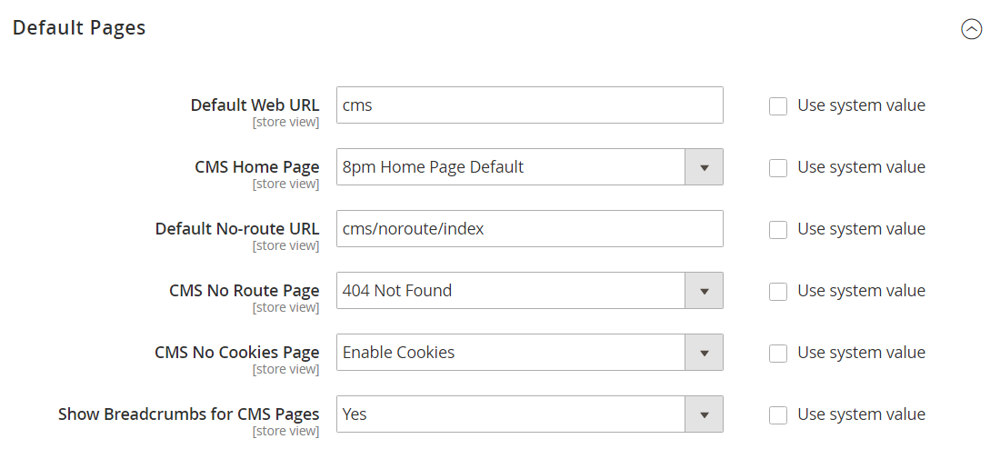 Default Pages
Default Web URL cms Use system value
[store view]
CMS Home Page 8pm Home Page Default Use system value
[store view]
Default No-route URL cms/noroute/index Use system value
[store view]
CMS No Route Page 404 Not Found Use system value
[store view]
CMS No Cookies Page Enable Cookies Use system value
[store view]
Show Breadcrumbs for CMS Pages Yes Use system value
[store view]